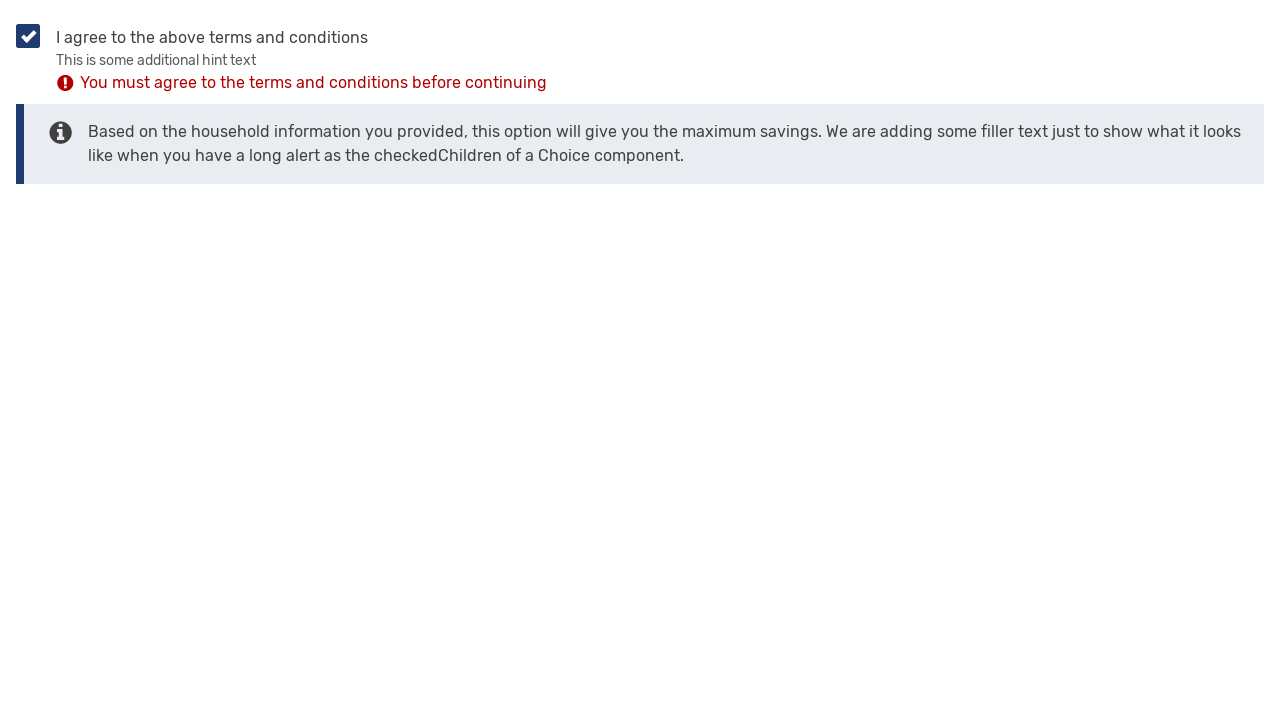 I agree to the above terms and conditions
This is some additional hint text
You must agree to the terms and conditions before continuing
Based on the household information you provided, this option will give you the maximum savings. We are adding some filler text just to show what it looks
like when you have a long alert as the checkedChildren of a Choice component.